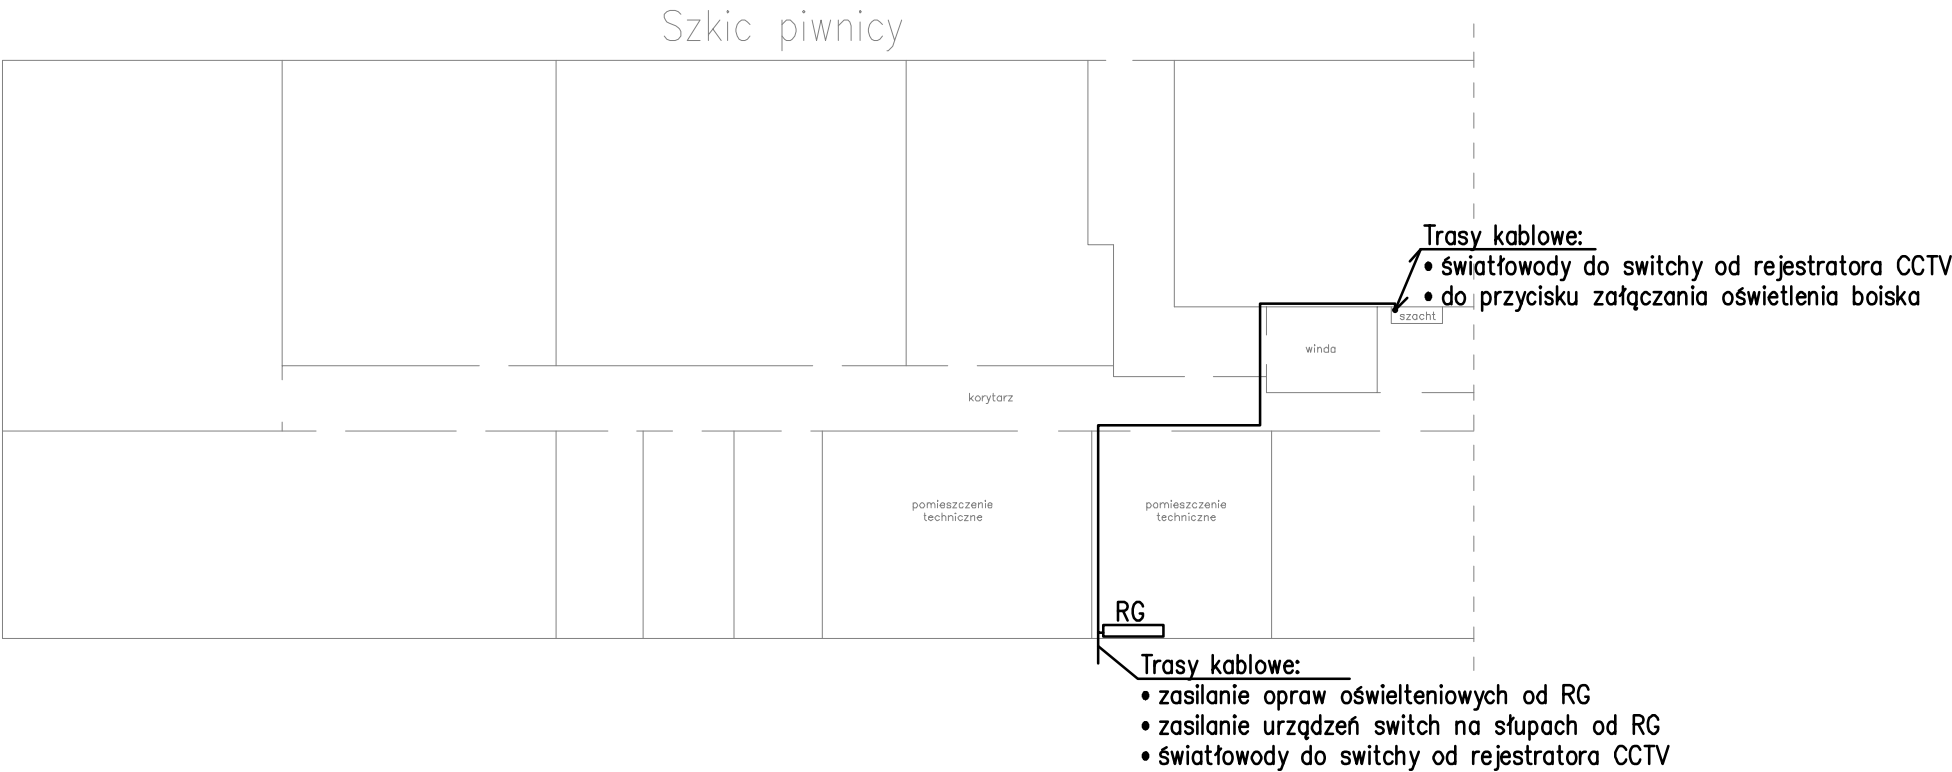 Szkic piwnicy
Trasy kablowe:
• światłowody do switchy od rejestratora CCTV
• do przycisku załączania oświetlenia boiska
szacht
winda
korytarz
pomieszczenie
techniczne
pomieszczenie
techniczne
RG
Trasy kablowe:
• zasilanie opraw oświelteniowych od RG
• zasilanie urządzeń switch na słupach od RG
• światłowody do switchy od rejestratora CCTV